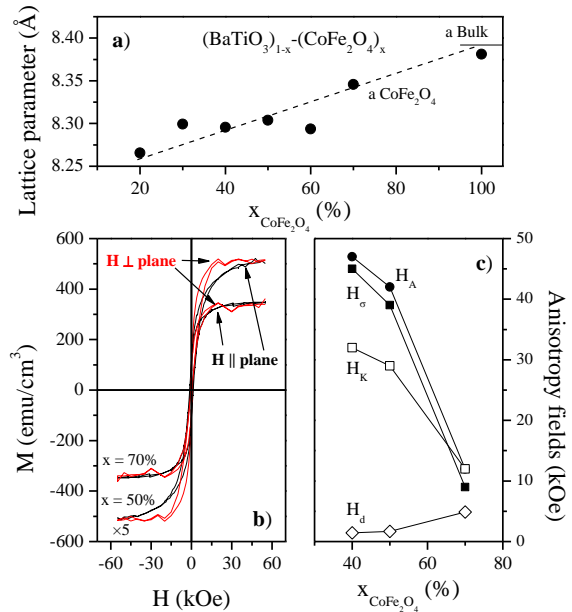 a)
(BaTiO3)1-x-(CoFe2O4)x
a Bulk
a CoFe2O4
Lattice parameter (Å)
8.40
8.35
8.30
8.25
20 40 60 80 100
xCoFe2O4 (%)
b)
H ⊥ plane
H || plane
x = 70%
x = 50%
×5
M (emu/cm3)
600
400
200
0
-200
-400
-600
-60 -30 0 30 60
H (kOe)
c)
HA
Hσ
HK
Hd
50
40
30
20
10
0
Anisotropy fields (kOe)
40 50 60 70 80
xCoFe2O4 (%)